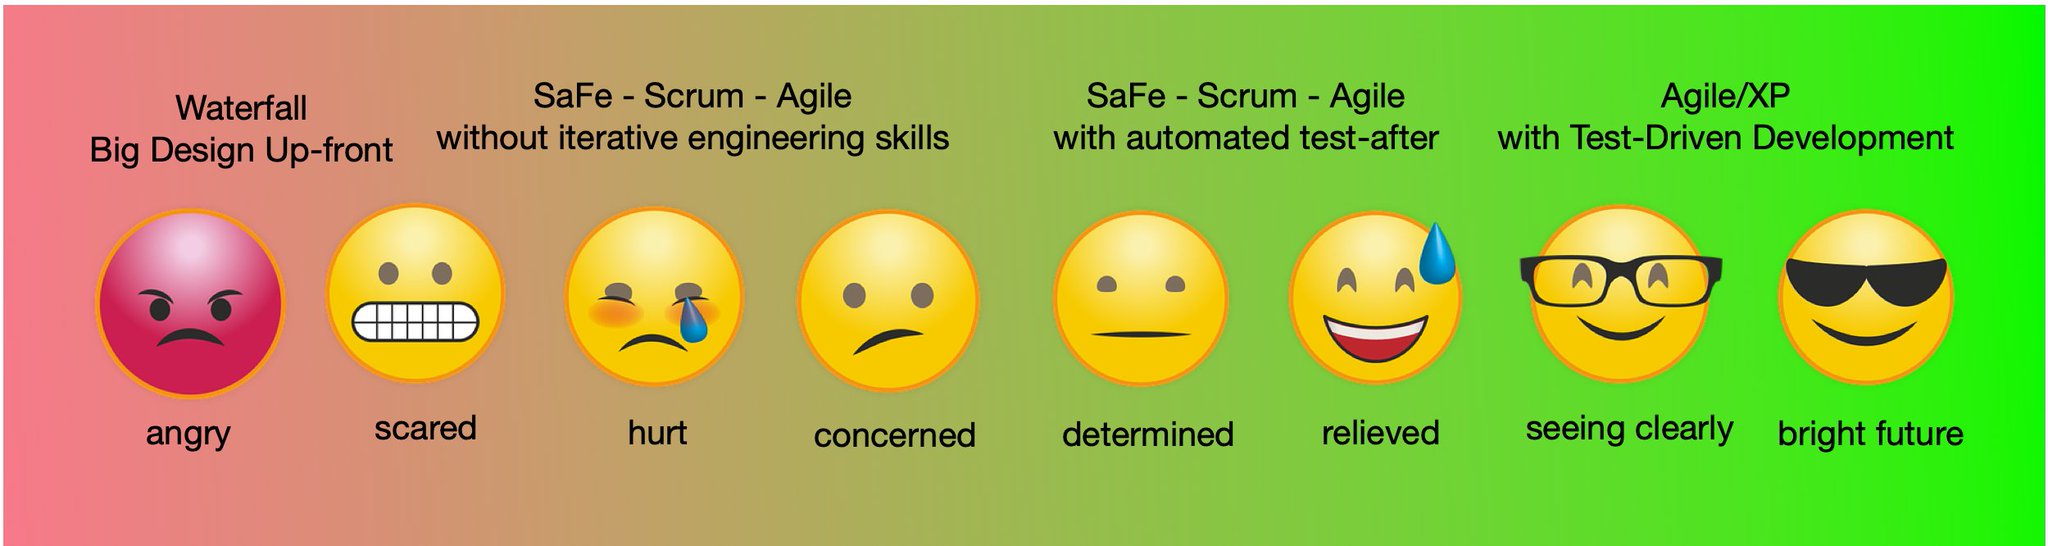 Waterfall
Big Design Up-front
SaFe - Scrum - Agile
without iterative engineering skills
SaFe - Scrum - Agile
with automated test-after
Agile/XP
with Test-Driven Development
angry
scared
hurt
concerned
determined
relieved
seeing clearly
bright future